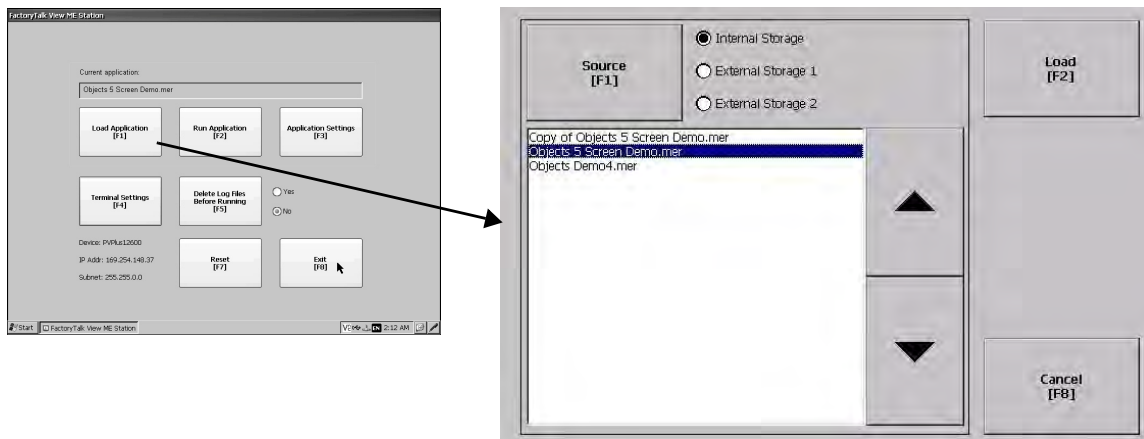 FactoryTalk View ME Station
Current application:
Objects 5 Screen Demo.mer
Load Application
[F1]
Run Application
[F2]
Application Settings
[F3]
Terminal Settings
[F4]
Delete Log Files
Before Running
[F5]
Yes
No
Device: PVPlus12600
IP Addr: 169.254.148.37
Subnet: 255.255.0.0
Reset
[F7]
Exit
[F8]
Start
FactoryTalk View ME Station
EN
2:12 AM
Source
[F1]
Internal Storage
External Storage 1
External Storage 2
Load
[F2]
Copy of Objects 5 Screen Demo.mer
Objects 5 Screen Demo.mer
Objects Demo4.mer
Cancel
[F8]